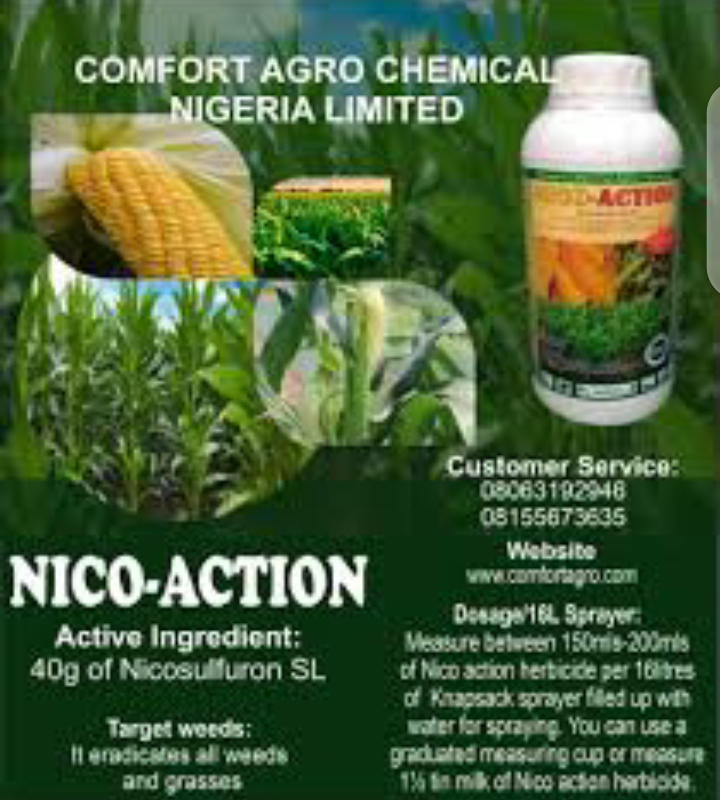 COMFORT AGRO CHEMICAL
NIGERIA LIMITED
NICO-ACTION
Customer Service:
08063192946
08155673635
Website
www.comfortagro.com
NICO-ACTION
Active Ingredient:
40g of Nicosulfuron SL
Target weeds:
It eradicates all weeds
and grasses
Dosage/16L Sprayer:
Measure between 150mls-200mls
of Nico action herbicide per 16litres
of Knapsack sprayer filled up with
water for spraying. You can use a
graduated measuring cup or measure
1½ tin milk of Nico action herbicide.